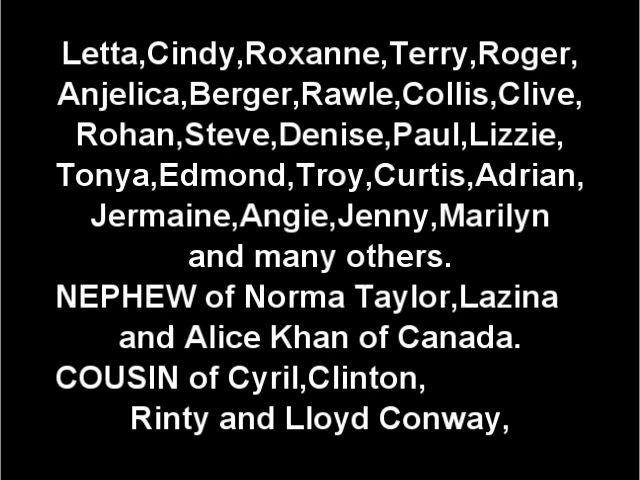 Letta,Cindy,Roxanne,Terry,Roger,
Anjelica,Berger,Rawle,Collis,Clive,
Rohan,Steve,Denise,Paul,Lizzie,
Tonya,Edmond,Troy,Curtis,Adrian,
Jermaine,Angie,Jenny,Marilyn
and many others.
NEPHEW of Norma Taylor,Lazina
and Alice Khan of Canada.
COUSIN of Cyril,Clinton,
Rinty and Lloyd Conway,